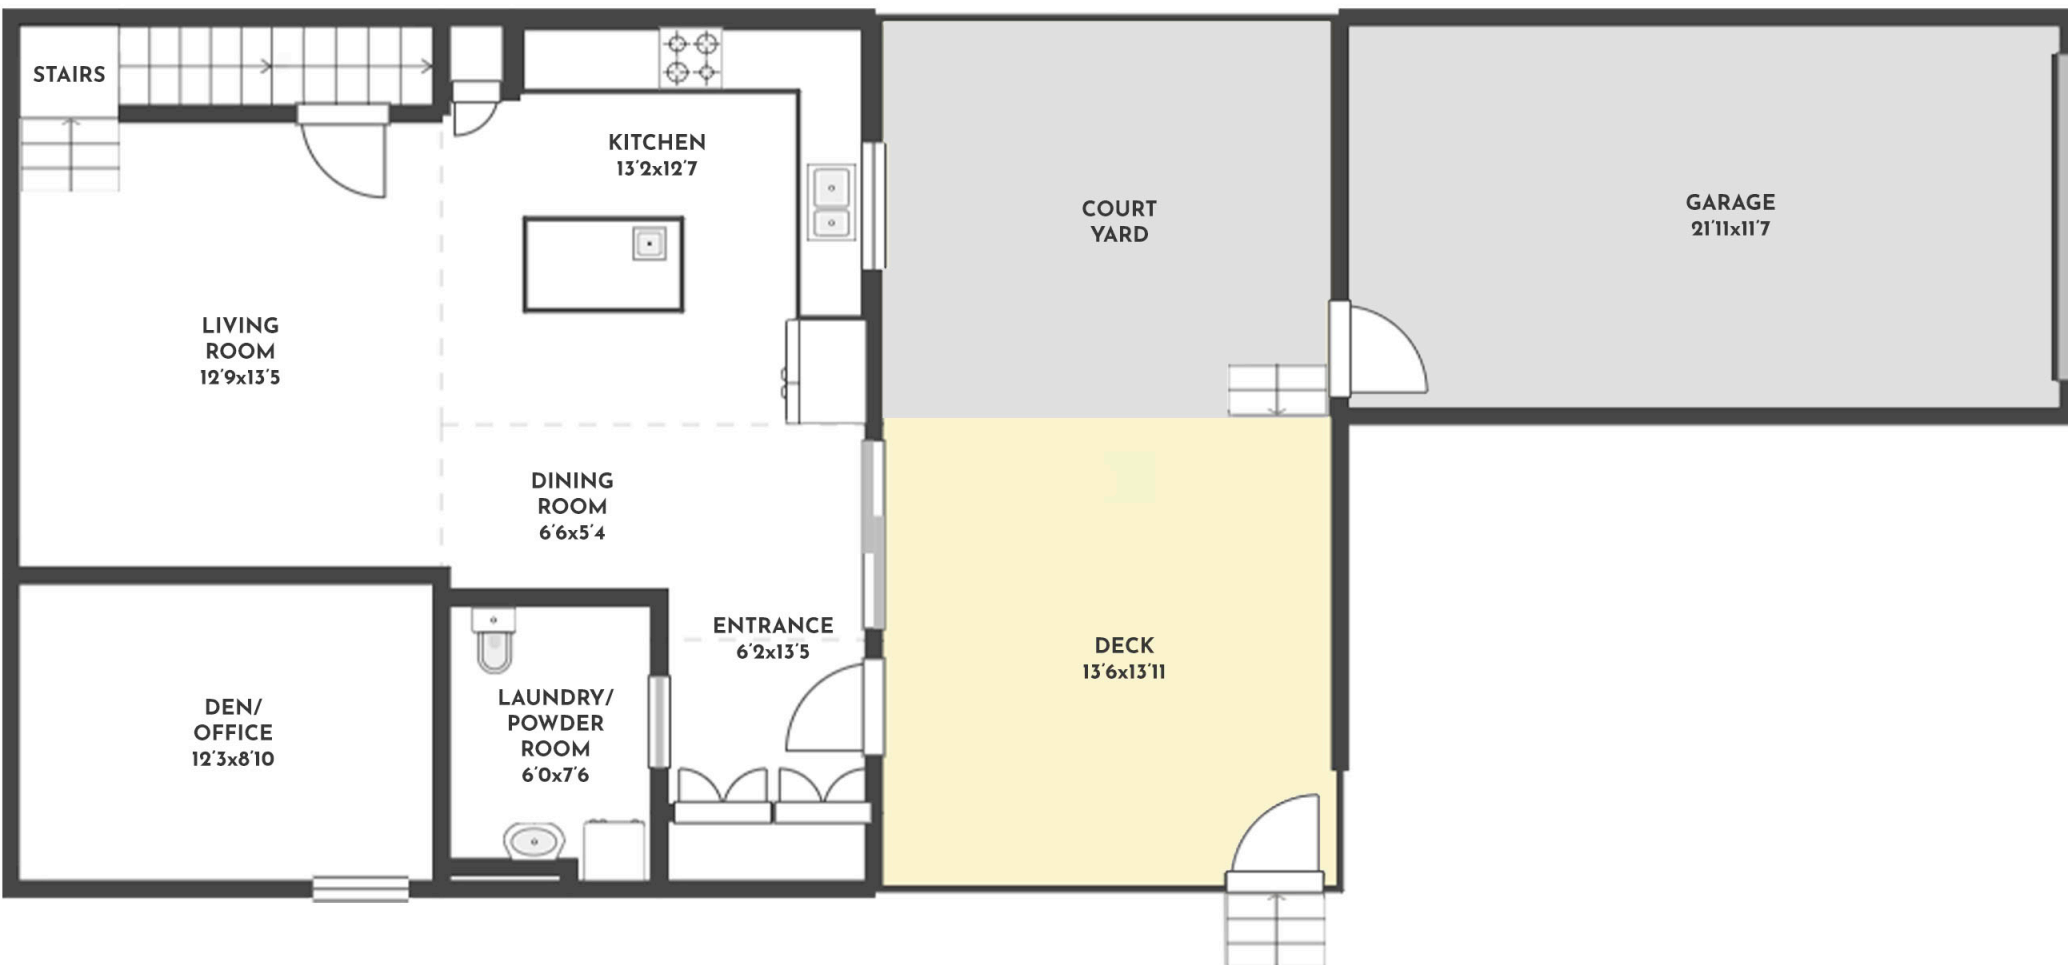 STAIRS
KITCHEN
13'2x12'7
COURT
YARD
GARAGE
21'11x11'7
LIVING
ROOM
12'9x13'5
DINING
ROOM
6'6x5'4
ENTRANCE
6'2x13'5
DECK
13'6x13'11
DEN/
OFFICE
12'3x8'10
LAUNDRY/
POWDER
ROOM
6'0x7'6